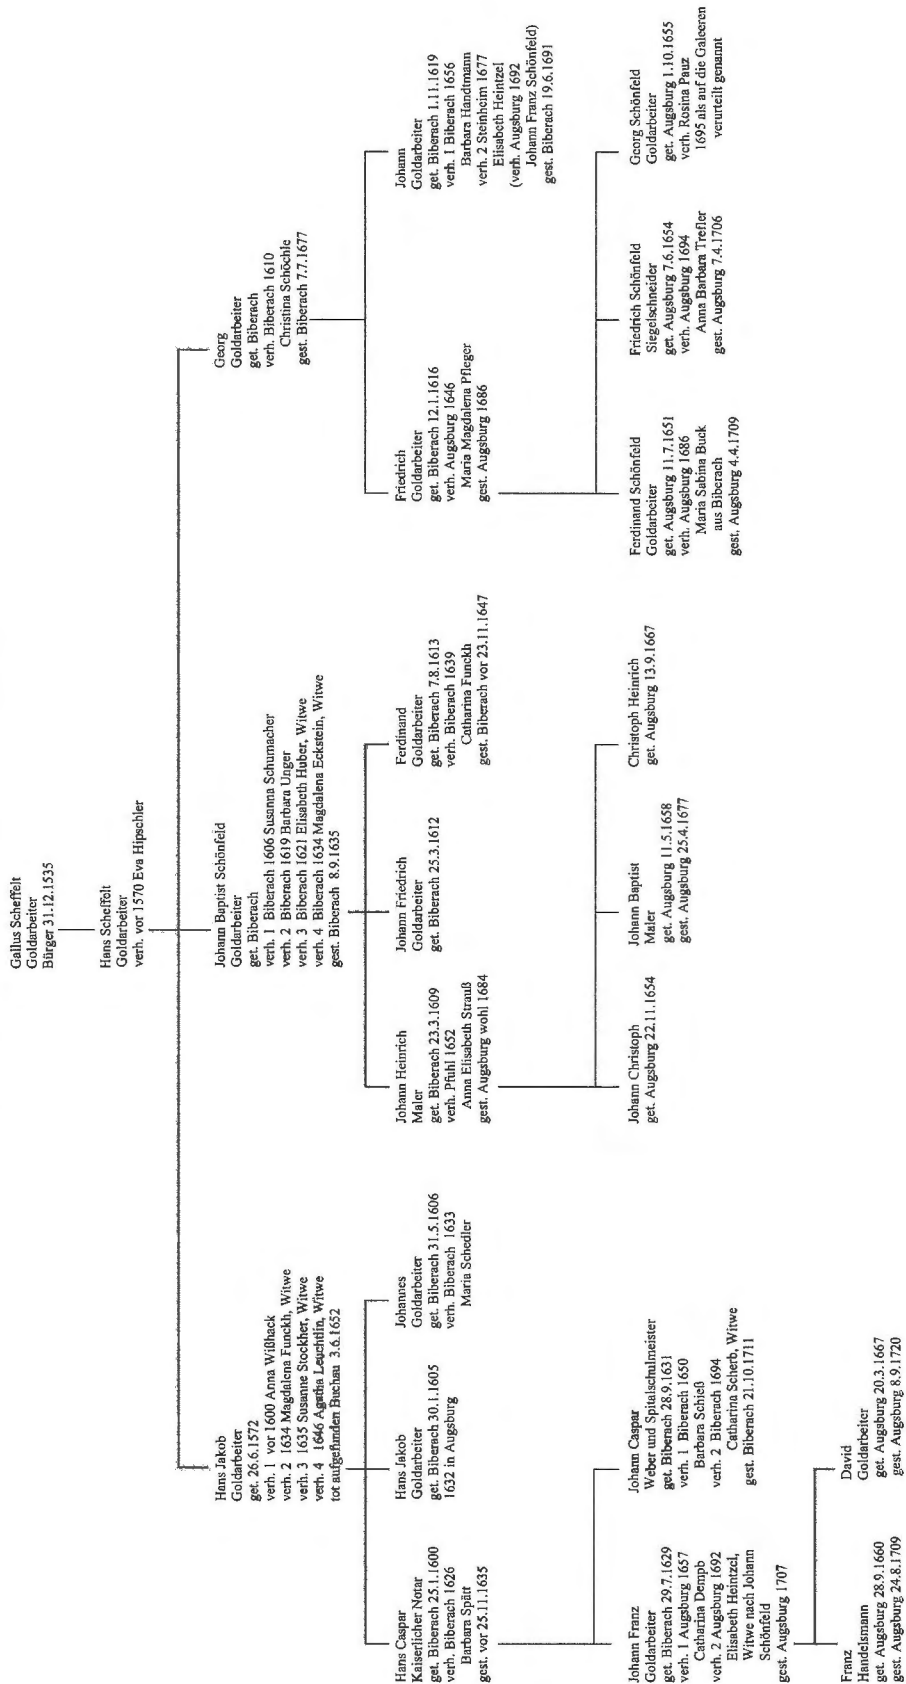 Gallus Scheffelt
Goldarbeiter
Bürger 31.12.1535
Hans Scheffelt
Goldarbeiter
verh. vor 1570 Eva Hipschler
Hans Jakob
Goldarbeiter
get. 26.6.1572
verh. 1 vor 1600 Anna Wißhack
verh. 2 1634 Magdalena Funckh, Witwe
verh. 3 1635 Susanne Stockher, Witwe
verh. 4 1646 Agatha Leuchtlin, Witwe
tot aufgefunden Buchau 3.6.1652
Johann Baptist Schönfeld
Goldarbeiter
get. Biberach
verh. 1 Biberach 1606 Susanna Schumacher
verh. 2 Biberach 1619 Barbara Unger
verh. 3 Biberach 1621 Elisabeth Huber, Witwe
verh. 4 Biberach 1634 Magdalena Eckstein, Witwe
gest. Biberach 8.9.1635
Georg
Goldarbeiter
get. Biberach
verh. Biberach 1610
Christina Schöchle
gest. Biberach 7.7.1677
Hans Caspar
Kaiserlicher Notar
get. Biberach 25.1.1600
verh. Biberach 1626
Barbara Spätt
gest. vor 25.11.1635
Hans Jakob
Goldarbeiter
get. Biberach 30.1.1605
1632 in Augsburg
Johannes
Goldarbeiter
get. Biberach 31.5.1606
verh. Biberach 1633
Maria Schedler
Johann Heinrich
Maler
get. Biberach 23.3.1609
verh. Pfuhl 1652
Anna Elisabeth Strauß
gest. Augsburg wohl 1684
Johann Friedrich
Goldarbeiter
get. Biberach 25.3.1612
Ferdinand
Goldarbeiter
get. Biberach 7.8.1613
verh. Biberach 1639
Catharina Funckh
gest. Biberach vor 23.11.1647
Friedrich
Goldarbeiter
get. Biberach 12.1.1616
verh. Augsburg 1646
Maria Magdalena Pfleger
gest. Augsburg 1686
Johann
Goldarbeiter
get. Biberach 1.11.1619
verh. 1 Biberach 1656
Barbara Handtmann
verh. 2 Steinheim 1677
Elisabeth Heintzel
(verh. Augsburg 1692
Johann Franz Schönfeld)
gest. Biberach 19.6.1691
Johann Franz
Goldarbeiter
get. Biberach 29.7.1629
verh. 1 Augsburg 1657
Catharina Dempb
verh. 2 Augsburg 1692
Elisabeth Heintzel,
Witwe nach Johann
Schönfeld
gest. Augsburg 1707
Johann Caspar
Weber und Spitalschulmeister
get. Biberach 28.9.1631
verh. 1 Biberach 1650
Barbara Schieß
verh. 2 Biberach 1694
Catharina Scherb, Witwe
gest. Biberach 21.10.1711
Johann Christoph
get. Augsburg 22.11.1654
Johann Baptist
Maler
get. Augsburg 11.5.1658
gest. Augsburg 25.4.1677
Christoph Heinrich
get. Augsburg 13.9.1667
Ferdinand Schönfeld
Goldarbeiter
get. Augsburg 11.7.1651
verh. Augsburg 1686
Maria Sabina Buck
aus Biberach
gest. Augsburg 4.4.1709
Friedrich Schönfeld
Siegelschneider
get. Augsburg 7.6.1654
verh. Augsburg 1694
Anna Barbara Trefler
gest. Augsburg 7.4.1706
Georg Schönfeld
Goldarbeiter
get. Augsburg 1.10.1655
verh. Rosina Pauz
1695 als auf die Galeeren
verurteilt genannt
Franz
Handelsmann
get. Augsburg 28.9.1660
gest. Augsburg 24.8.1709
David
Goldarbeiter
get. Augsburg 20.3.1667
gest. Augsburg 8.9.1720